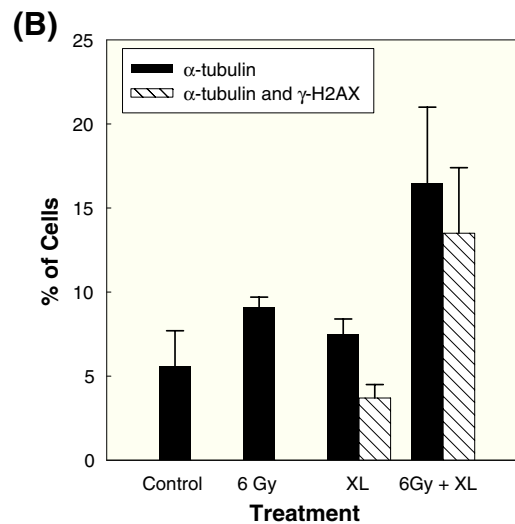 (B)
25
20
15
10
5
0
% of Cells
α-tubulin
α-tubulin and γ-H2AX
Control 6 Gy XL 6Gy + XL
Treatment